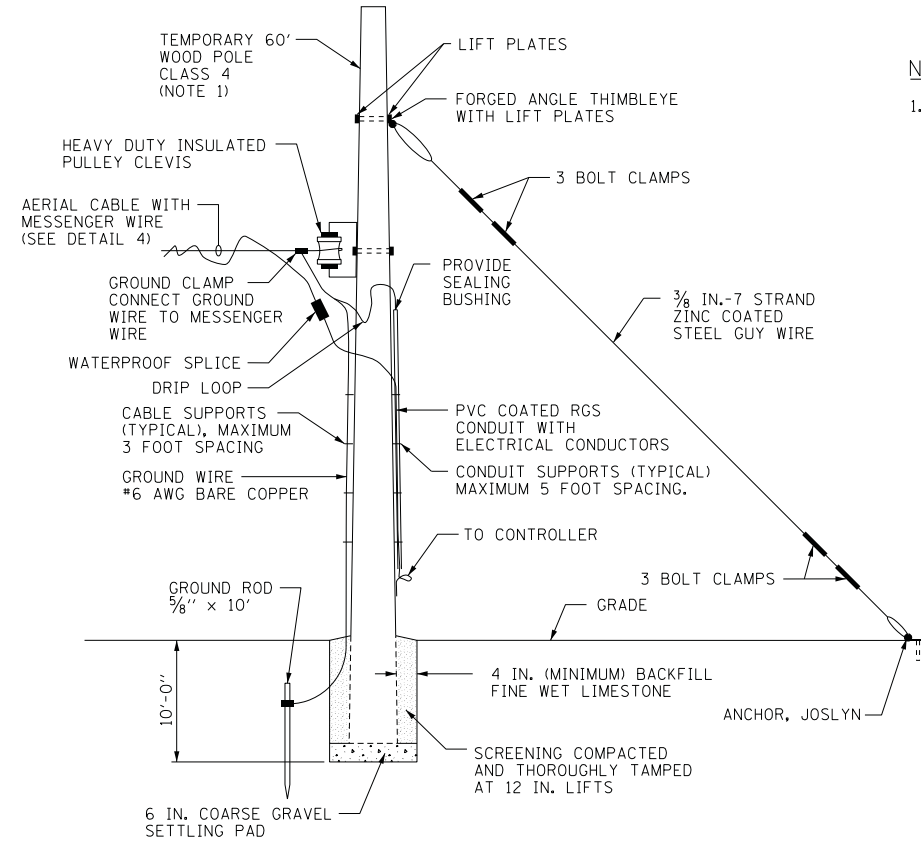 TEMPORARY 60'
WOOD POLE
CLASS 4
(NOTE 1)
LIFT PLATES
N
1.
FORGED ANGLE THIMBLEYE
WITH LIFT PLATES
HEAVY DUTY INSULATED
PULLEY CLEVIS
3 BOLT CLAMPS
AERIAL CABLE WITH
MESSENGER WIRE
(SEE DETAIL 4)
GROUND CLAMP
CONNECT GROUND
WIRE TO MESSENGER
WIRE
PROVIDE
SEALING
BUSHING
⅜ IN.-7 STRAND
ZINC COATED
STEEL GUY WIRE
WATERPROOF SPLICE
DRIP LOOP
CABLE SUPPORTS
(TYPICAL), MAXIMUM
3 FOOT SPACING
PVC COATED RGS
CONDUIT WITH
ELECTRICAL CONDUCTORS
GROUND WIRE
#6 AWG BARE COPPER
CONDUIT SUPPORTS (TYPICAL)
MAXIMUM 5 FOOT SPACING.
TO CONTROLLER
3 BOLT CLAMPS
GROUND ROD
⅝" × 10'
GRADE
10'-0"
4 IN. (MINIMUM) BACKFILL
FINE WET LIMESTONE
ANCHOR, JOSLYN
SCREENING COMPACTED
AND THOROUGHLY TAMPED
AT 12 IN. LIFTS
6 IN. COARSE GRAVEL
SETTLING PAD